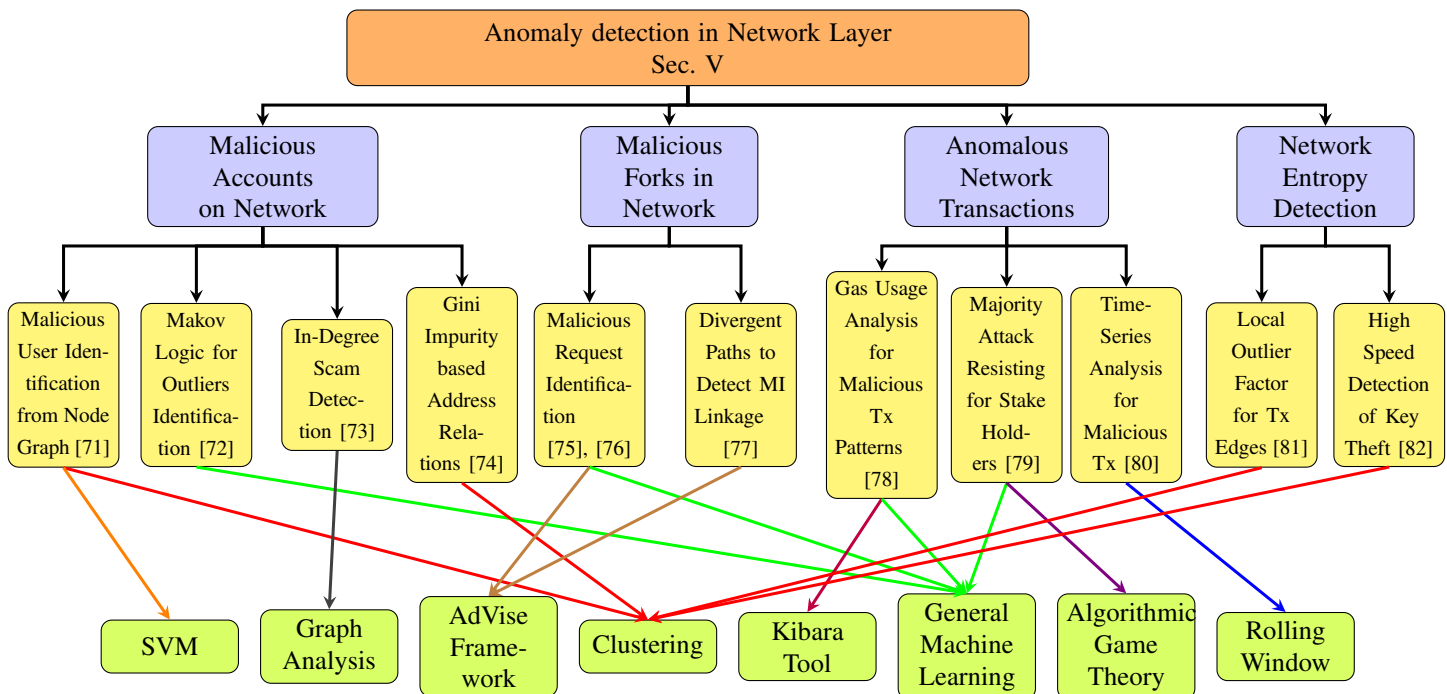 Anomaly detection in Network Layer
Sec. V
Malicious
Accounts
on Network
Malicious
Forks in
Network
Anomalous
Network
Transactions
Network
Entropy
Detection
Malicious
User Iden-
tification
from Node
Graph [71]
Makov
Logic for
Outliers
Identifica-
tion [72]
In-Degree
Scam
Detec-
tion [73]
Gini
Impurity
based
Address
Rela-
tions [74]
Malicious
Request
Identifica-
tion
[75], [76]
Divergent
Paths to
Detect MI
Linkage
[77]
Gas Usage
Analysis
for
Malicious
Tx
Patterns
[78]
Majority
Attack
Resisting
for Stake
Hold-
ers [79]
Time-
Series
Analysis
for
Malicious
Tx [80]
Local
Outlier
Factor
for Tx
Edges [81]
High
Speed
Detection
of Key
Theft [82]
SVM
Graph
Analysis
AdVise
Frame-
work
Clustering
Kibara
Tool
General
Machine
Learning
Algorithmic
Game
Theory
Rolling
Window